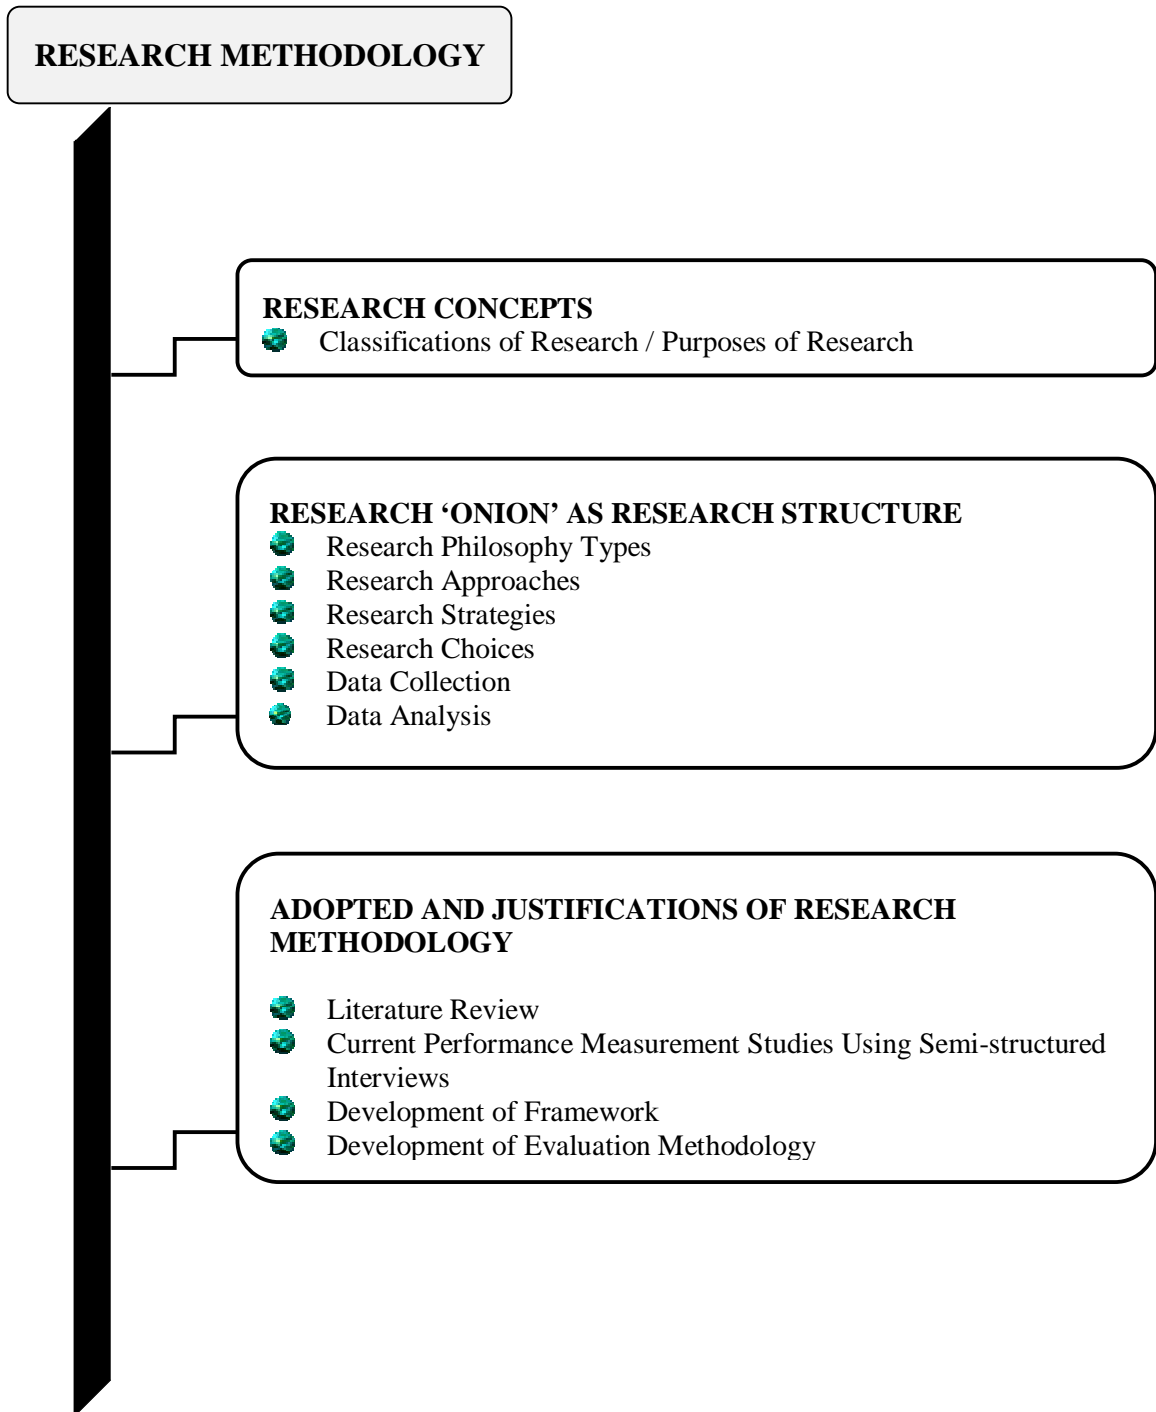 RESEARCH METHODOLOGY
RESEARCH CONCEPTS
Classifications of Research / Purposes of Research
RESEARCH ‘ONION’ AS RESEARCH STRUCTURE
Research Philosophy Types
Research Approaches
Research Strategies
Research Choices
Data Collection
Data Analysis
ADOPTED AND JUSTIFICATIONS OF RESEARCH
METHODOLOGY
Literature Review
Current Performance Measurement Studies Using Semi-structured
Interviews
Development of Framework
Development of Evaluation Methodology